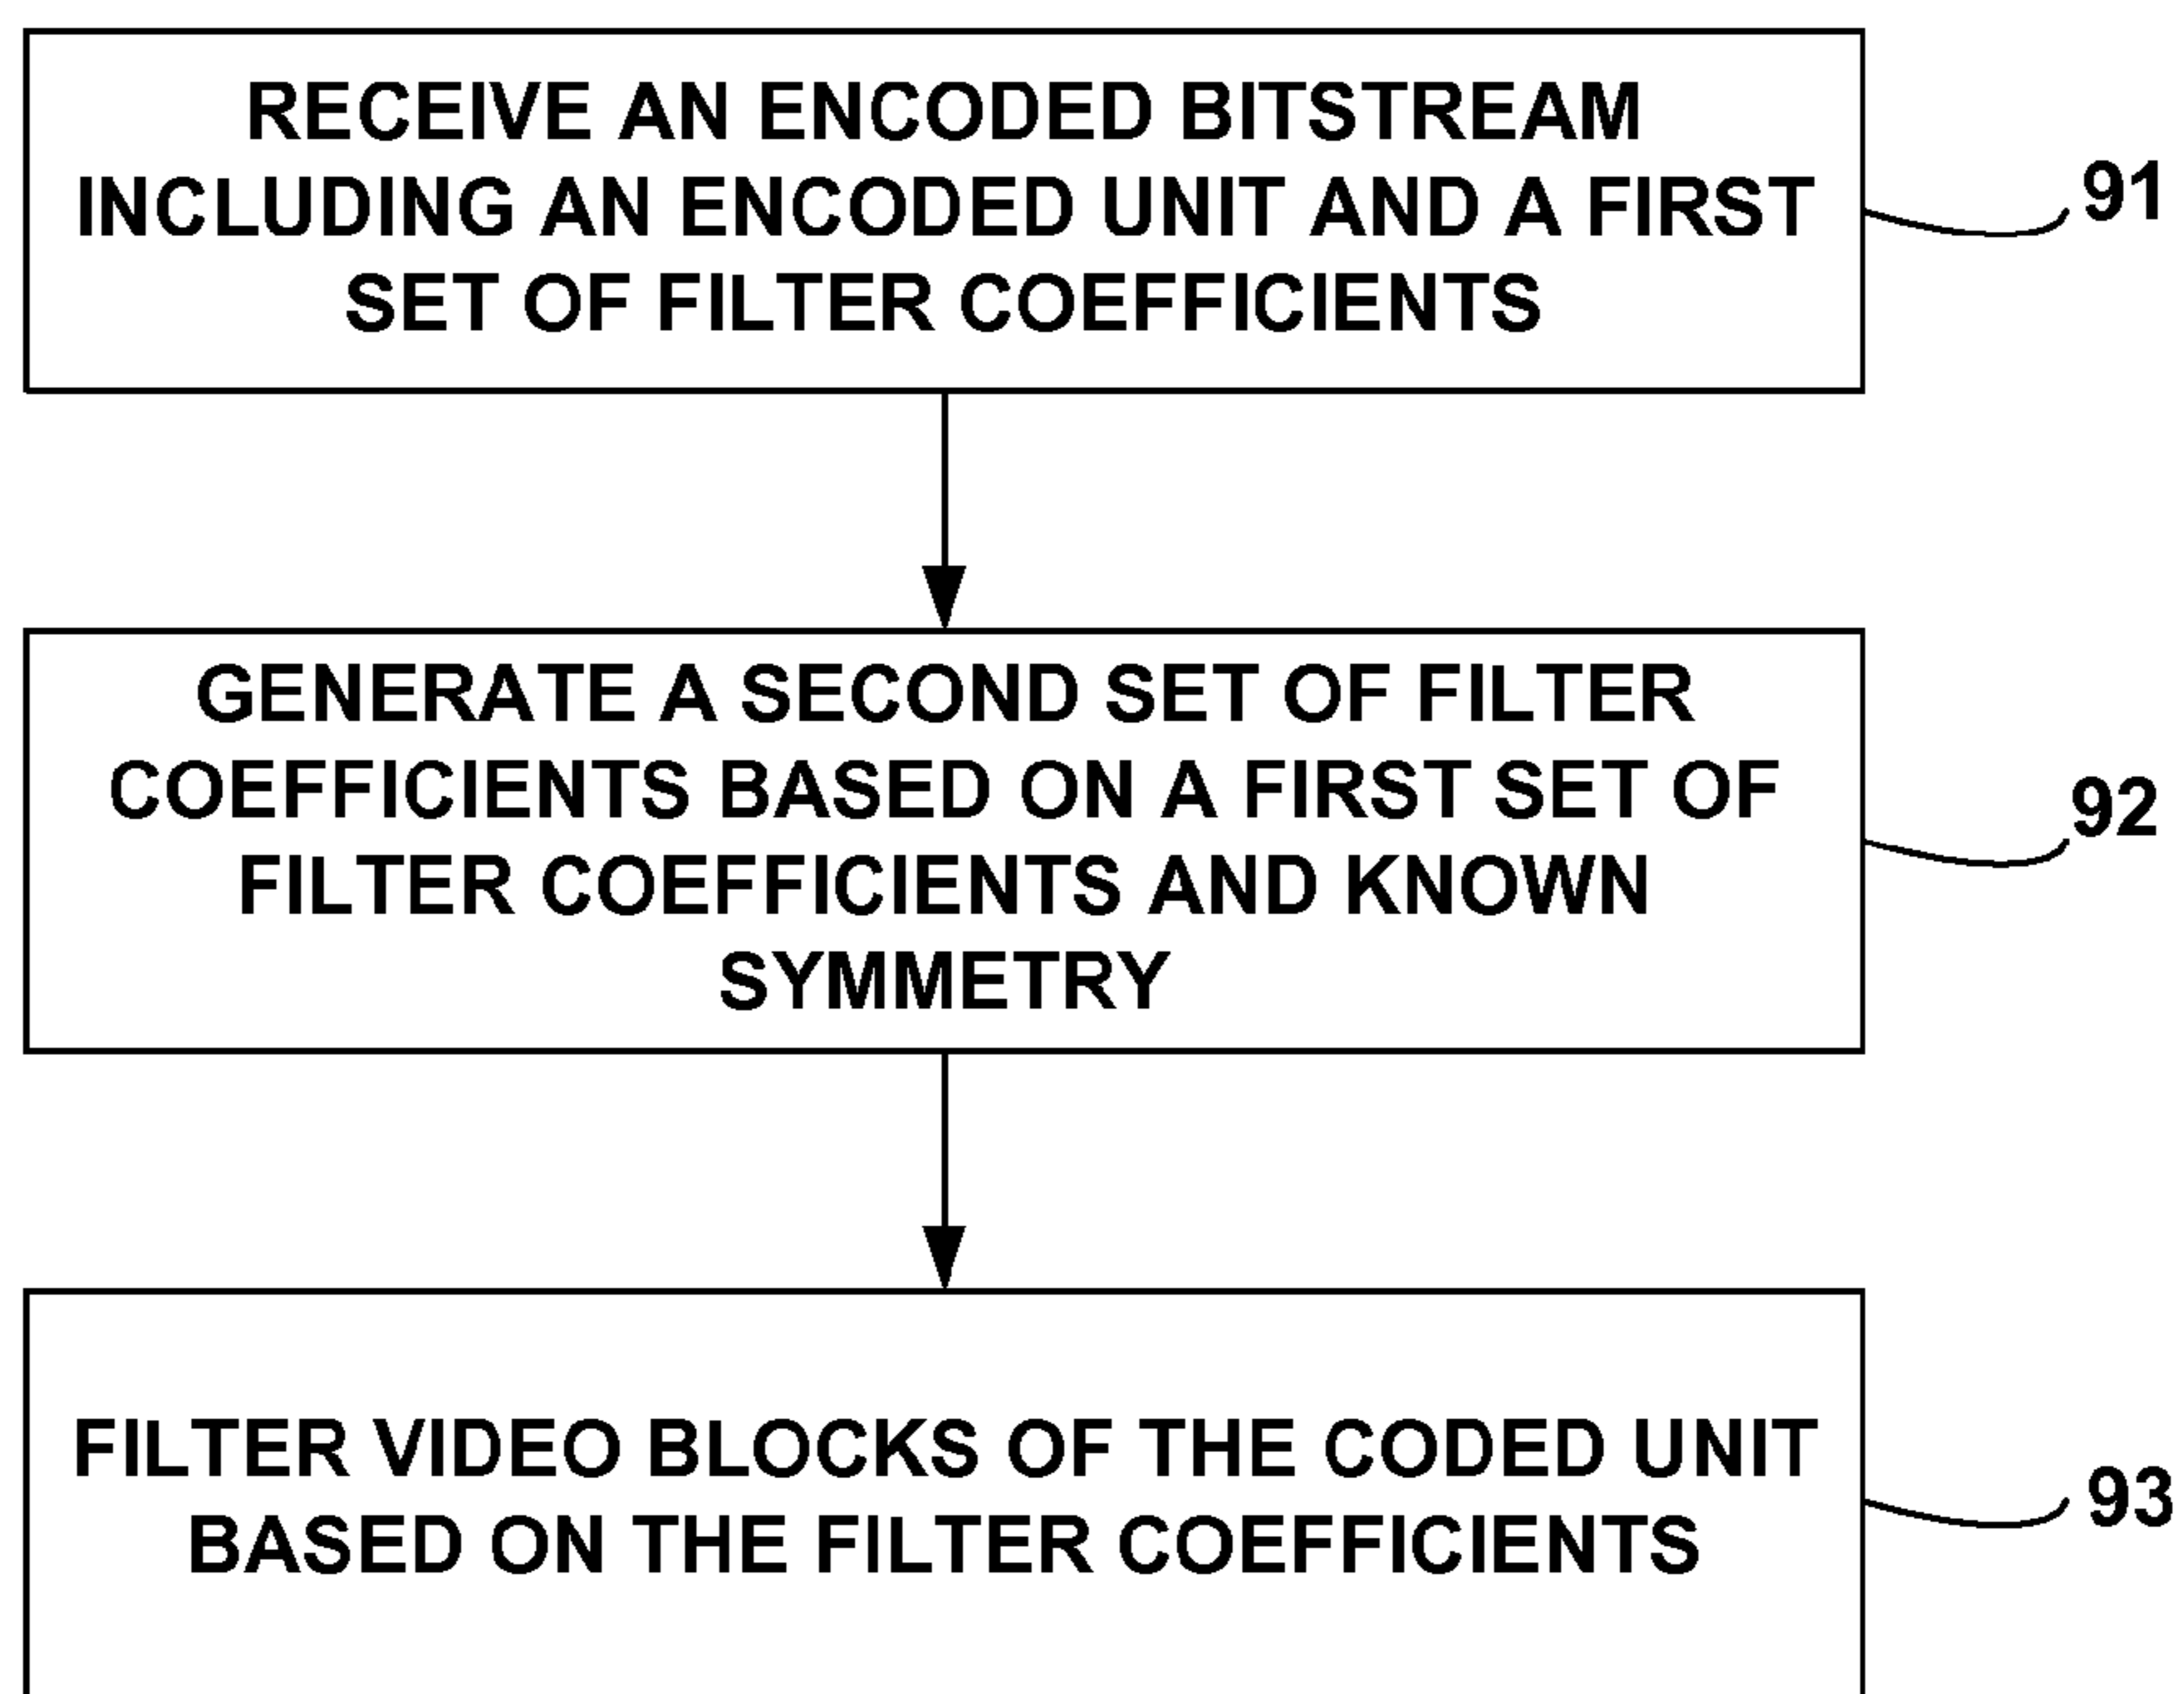 RECEIVE AN ENCODED BITSTREAM
INCLUDING AN ENCODED UNIT AND A FIRST
SET OF FILTER COEFFICIENTS
91
GENERATE A SECOND SET OF FILTER
COEFFICIENTS BASED ON A FIRST SET OF
FILTER COEFFICIENTS AND KNOWN
SYMMETRY
92
FILTER VIDEO BLOCKS OF THE CODED UNIT
BASED ON THE FILTER COEFFICIENTS
93